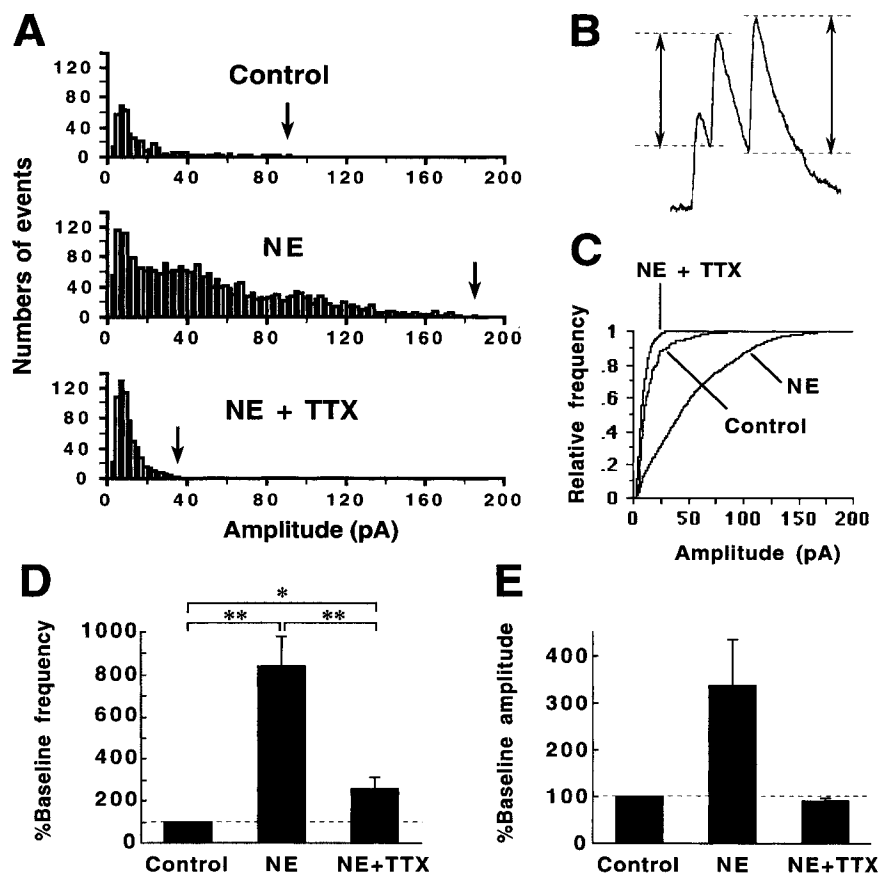 A
Control
120
80
40
0
0 40 80 120 160 200
Numbers of events
NE
120
80
40
0
0 40 80 120 160 200
NE + TTX
120
80
40
0
0 40 80 120 160 200
Amplitude (pA)
B
C
NE + TTX
1
.8
.6
.4
.2
0
Relative frequency
NE
Control
0 50 100 150 200
Amplitude (pA)
D
*
** **
1000
800
600
400
200
0
%Baseline frequency
Control NE NE+TTX
E
400
300
200
100
0
%Baseline amplitude
Control NE NE+TTX